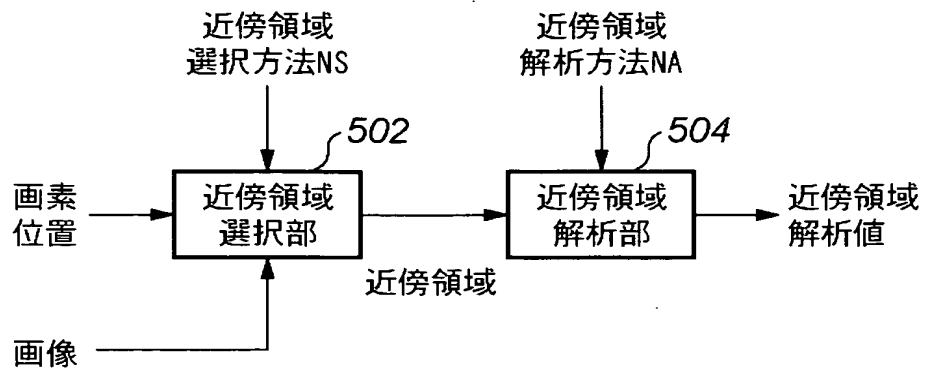 近傍領域
選択方法NS
近傍領域
解析方法NA
502
504
画素
位置
近傍領域
選択部
近傍領域
解析部
近傍領域
解析値
近傍領域
画像